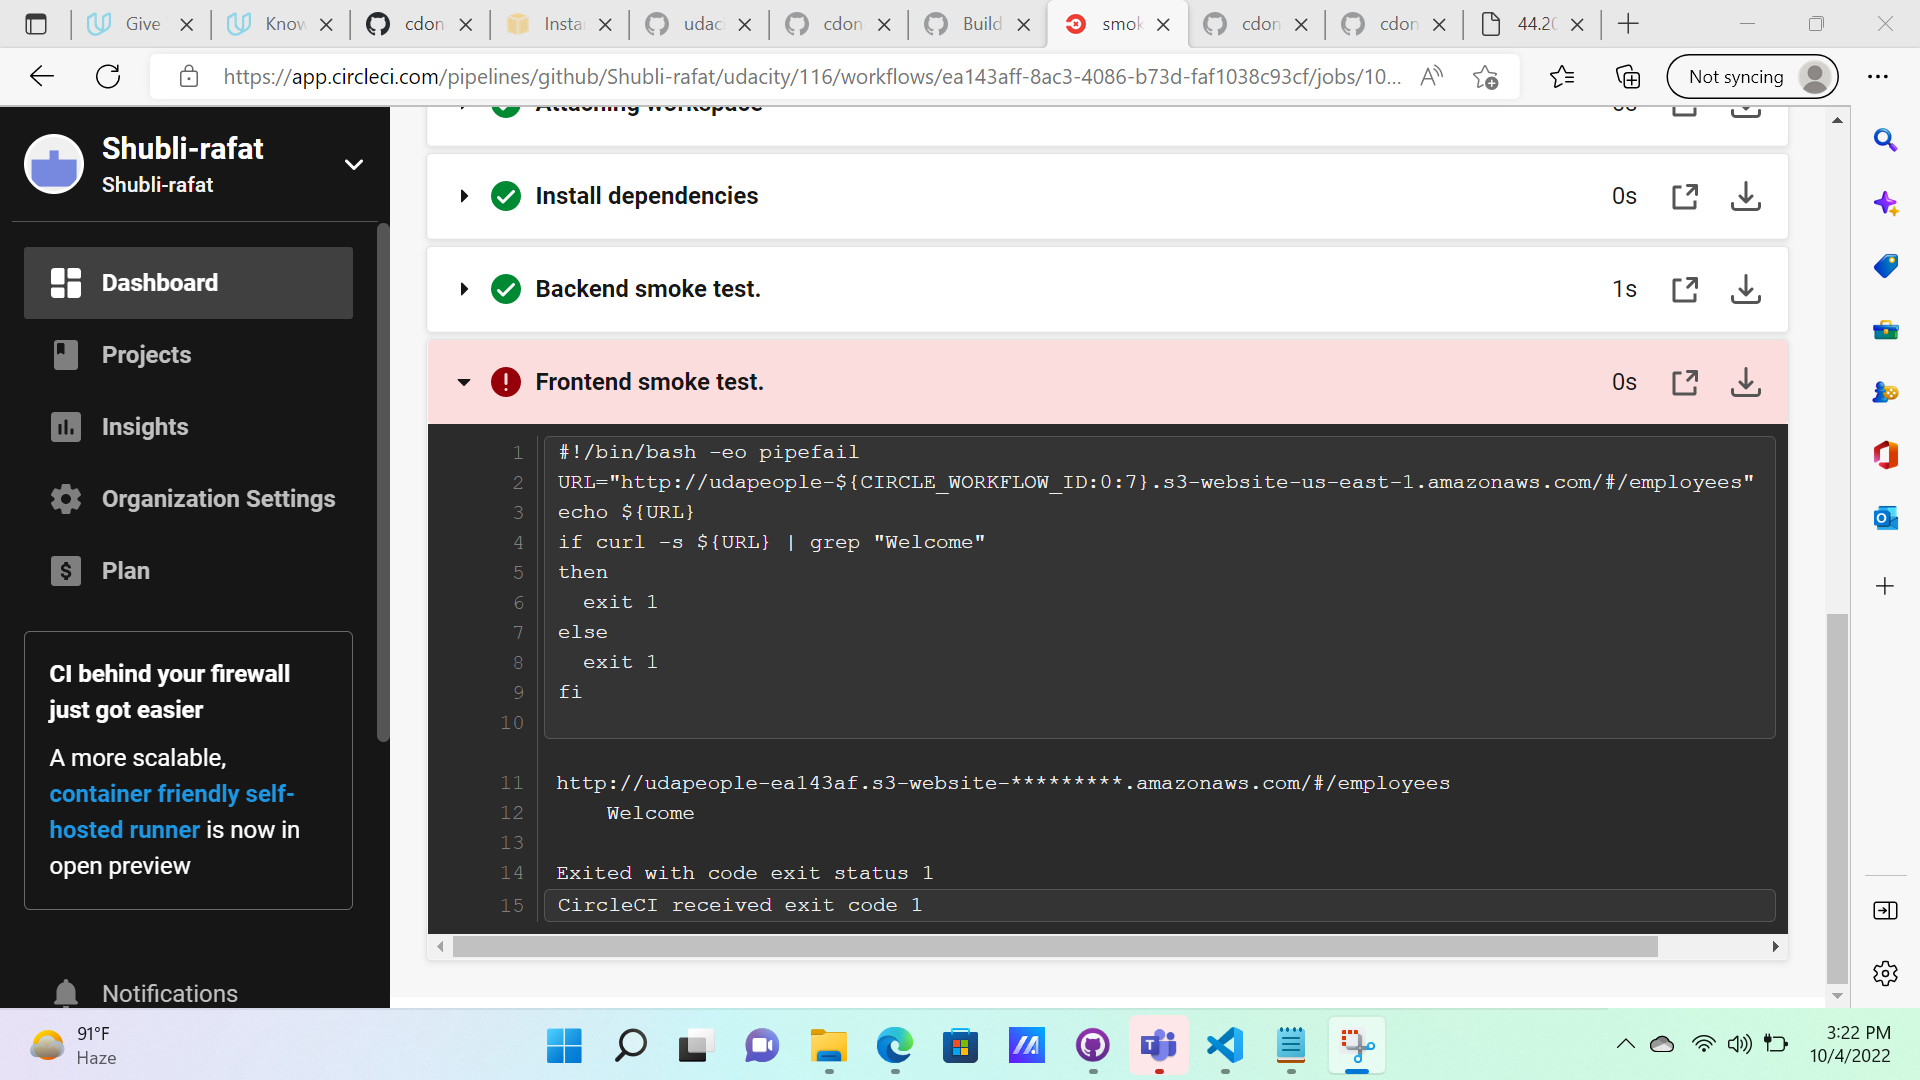 Give
Know
cdon
Insta
udac
cdon
Build
smok
cdon
cdon
44.20
https://app.circleci.com/pipelines/github/Shubli-rafat/udacity/116/workflows/ea143aff-8ac3-4086-b73d-faf1038c93cf/jobs/10...
Not syncing
Shubli-rafat
Shubli-rafat
Dashboard
Projects
Insights
Organization Settings
Plan
CI behind your firewall
just got easier
A more scalable,
container friendly self-
hosted runner is now in
open preview
Notifications
Attaching workspace 0s
Install dependencies 0s
Backend smoke test. 1s
Frontend smoke test. 0s
1 #!/bin/bash -eo pipefail
2 URL="http://udapeople-${CIRCLE_WORKFLOW_ID:0:7}.s3-website-us-east-1.amazonaws.com/#/employees"
3 echo ${URL}
4 if curl -s ${URL} | grep "Welcome"
5 then
6   exit 1
7 else
8   exit 1
9 fi
10
11 http://udapeople-ea143af.s3-website-*********.amazonaws.com/#/employees
12     Welcome
13
14 Exited with code exit status 1
15 CircleCI received exit code 1
91°F
Haze
3:22 PM
10/4/2022